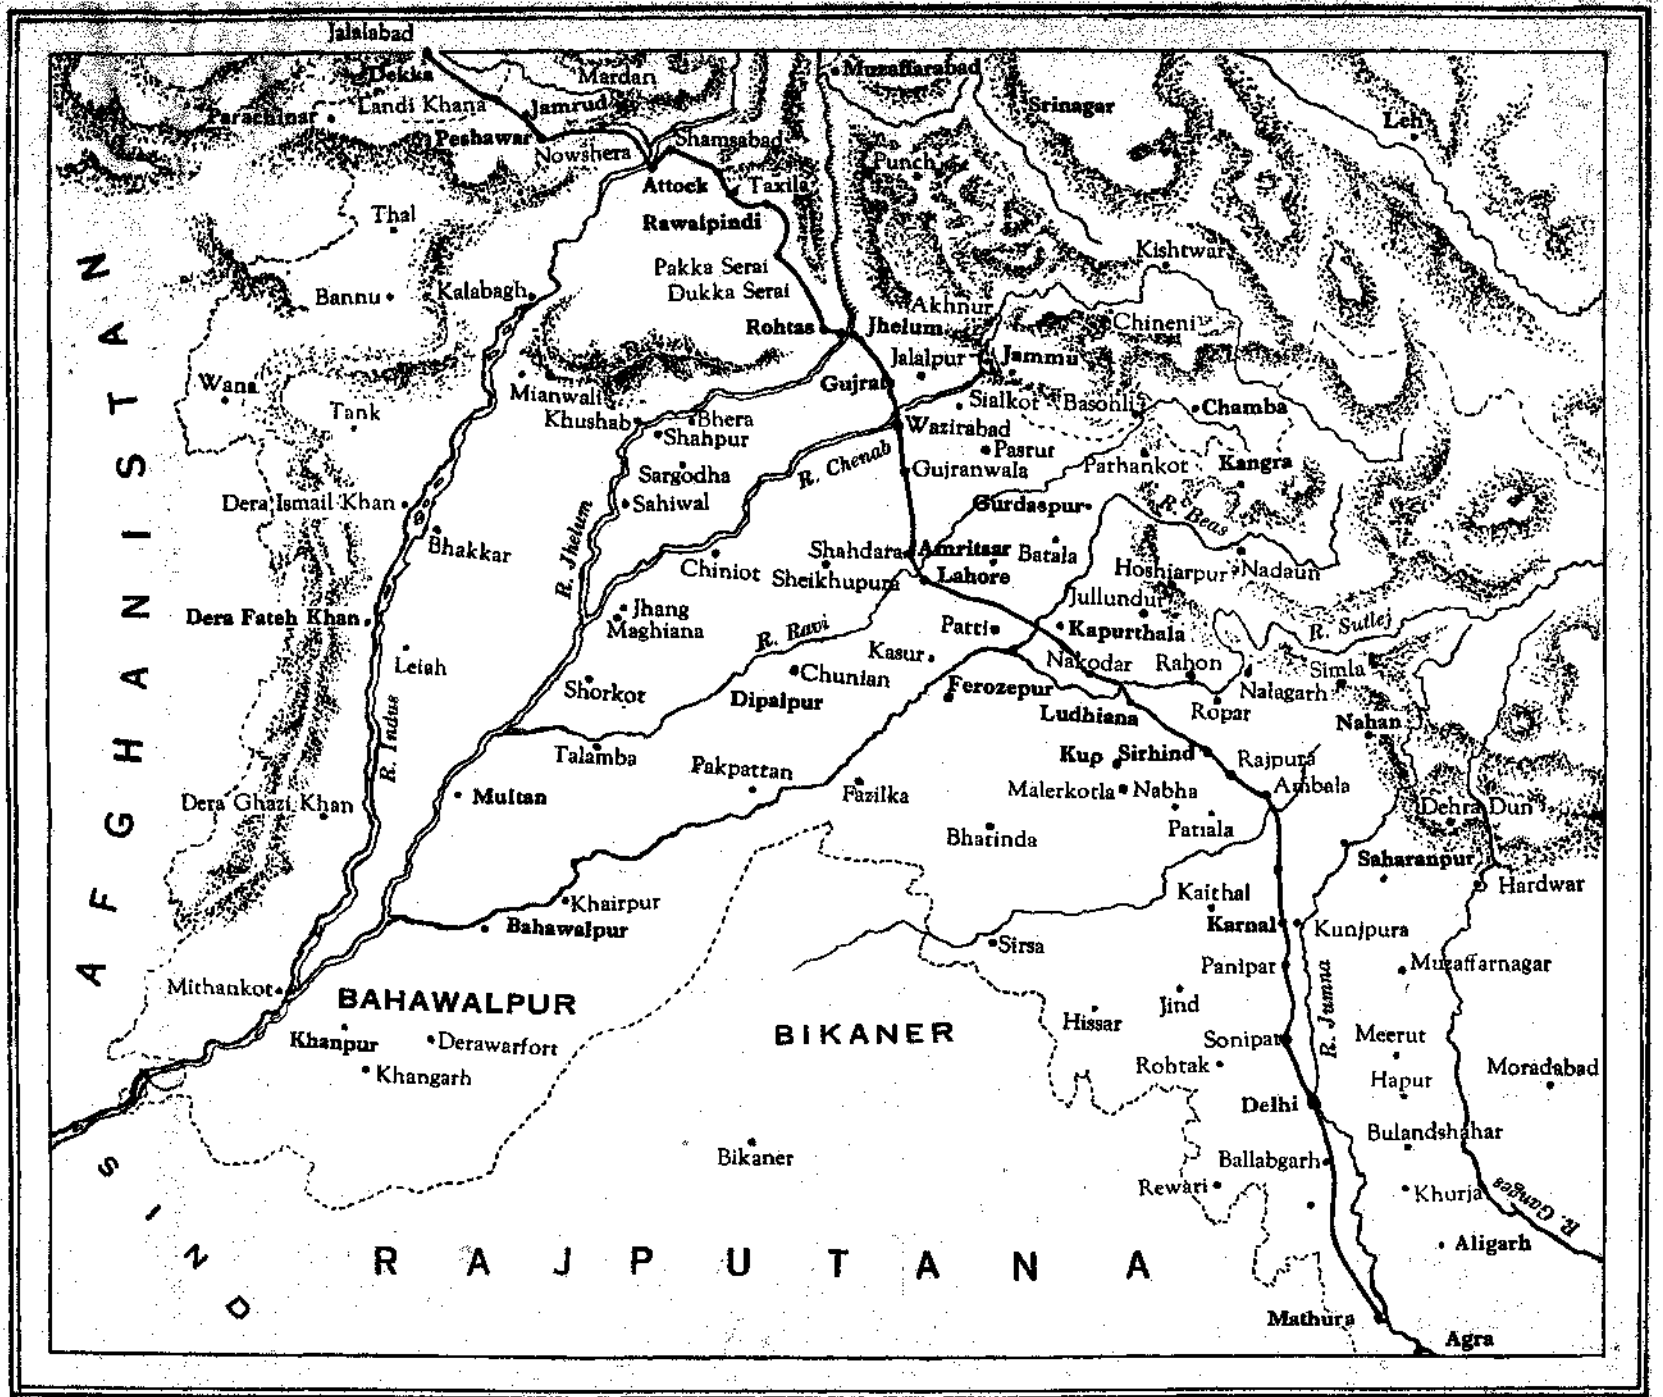 Jalalabad
Dekka
Mardan
Muzaffarabad
Landi Khana
Jamrud
Srinagar
Parachinar
Leh
Peshawar
Shamsabad
Nowshera
Punch
Attock
Taxila
Thal
Rawalpindi
Kishtwar
Pakka Serai
Bannu
Kalabagh
Dukka Serai
Akhnur
Chineni
Rohtas
Jhelum
Jalalpur
Jammu
Wana
Gujrat
Mianwali
Sialkot
Basohli
Chamba
Tank
Khushab
Bhera
Wazirabad
Shahpur
Pasrur
R. Chenab
Gujranwala
Pathankot
Kangra
Sargodha
Dera Ismail Khan
Sahiwal
Gurdaspur
R. Beas
Bhakkar
R. Jhelum
Shahdara
Amritsar
Batala
Chiniot
Sheikhupura
Lahore
Hoshiarpur
Nadaun
Jullundur
Dera Fateh Khan
Jhang
Maghiana
R. Ravi
Patti
Kapurthala
R. Sutlej
Leiah
Kasur
Nakodar
Rahon
Simla
Shorkot
Chunian
Ferozepur
Nalagarh
Dipalpur
Ludhiana
Ropar
Nahan
R. Indus
Talamba
Kup
Sirhind
Rajpura
Pakpattan
Ambala
Dera Ghazi Khan
Multan
Fazilka
Malerkotla
Nabha
Dehra Dun
Bhatinda
Patiala
Saharanpur
Hardwar
Khairpur
Kaithal
Bahawalpur
Karnal
Kunjpura
Sirsa
Panipat
Muzaffarnagar
Mithankot
BAHAWALPUR
Jind
R. Jumna
Hissar
Khanpur
Derawarfort
BIKANER
Sonipat
Meerut
Khangarh
Rohtak
Hapur
Moradabad
Delhi
Bulandshahar
Bikaner
Ballabgarh
Rewari
Khurja
R. Ganges
Aligarh
Mathura
Agra
AFGHANISTAN
SIND
RAJPUTANA